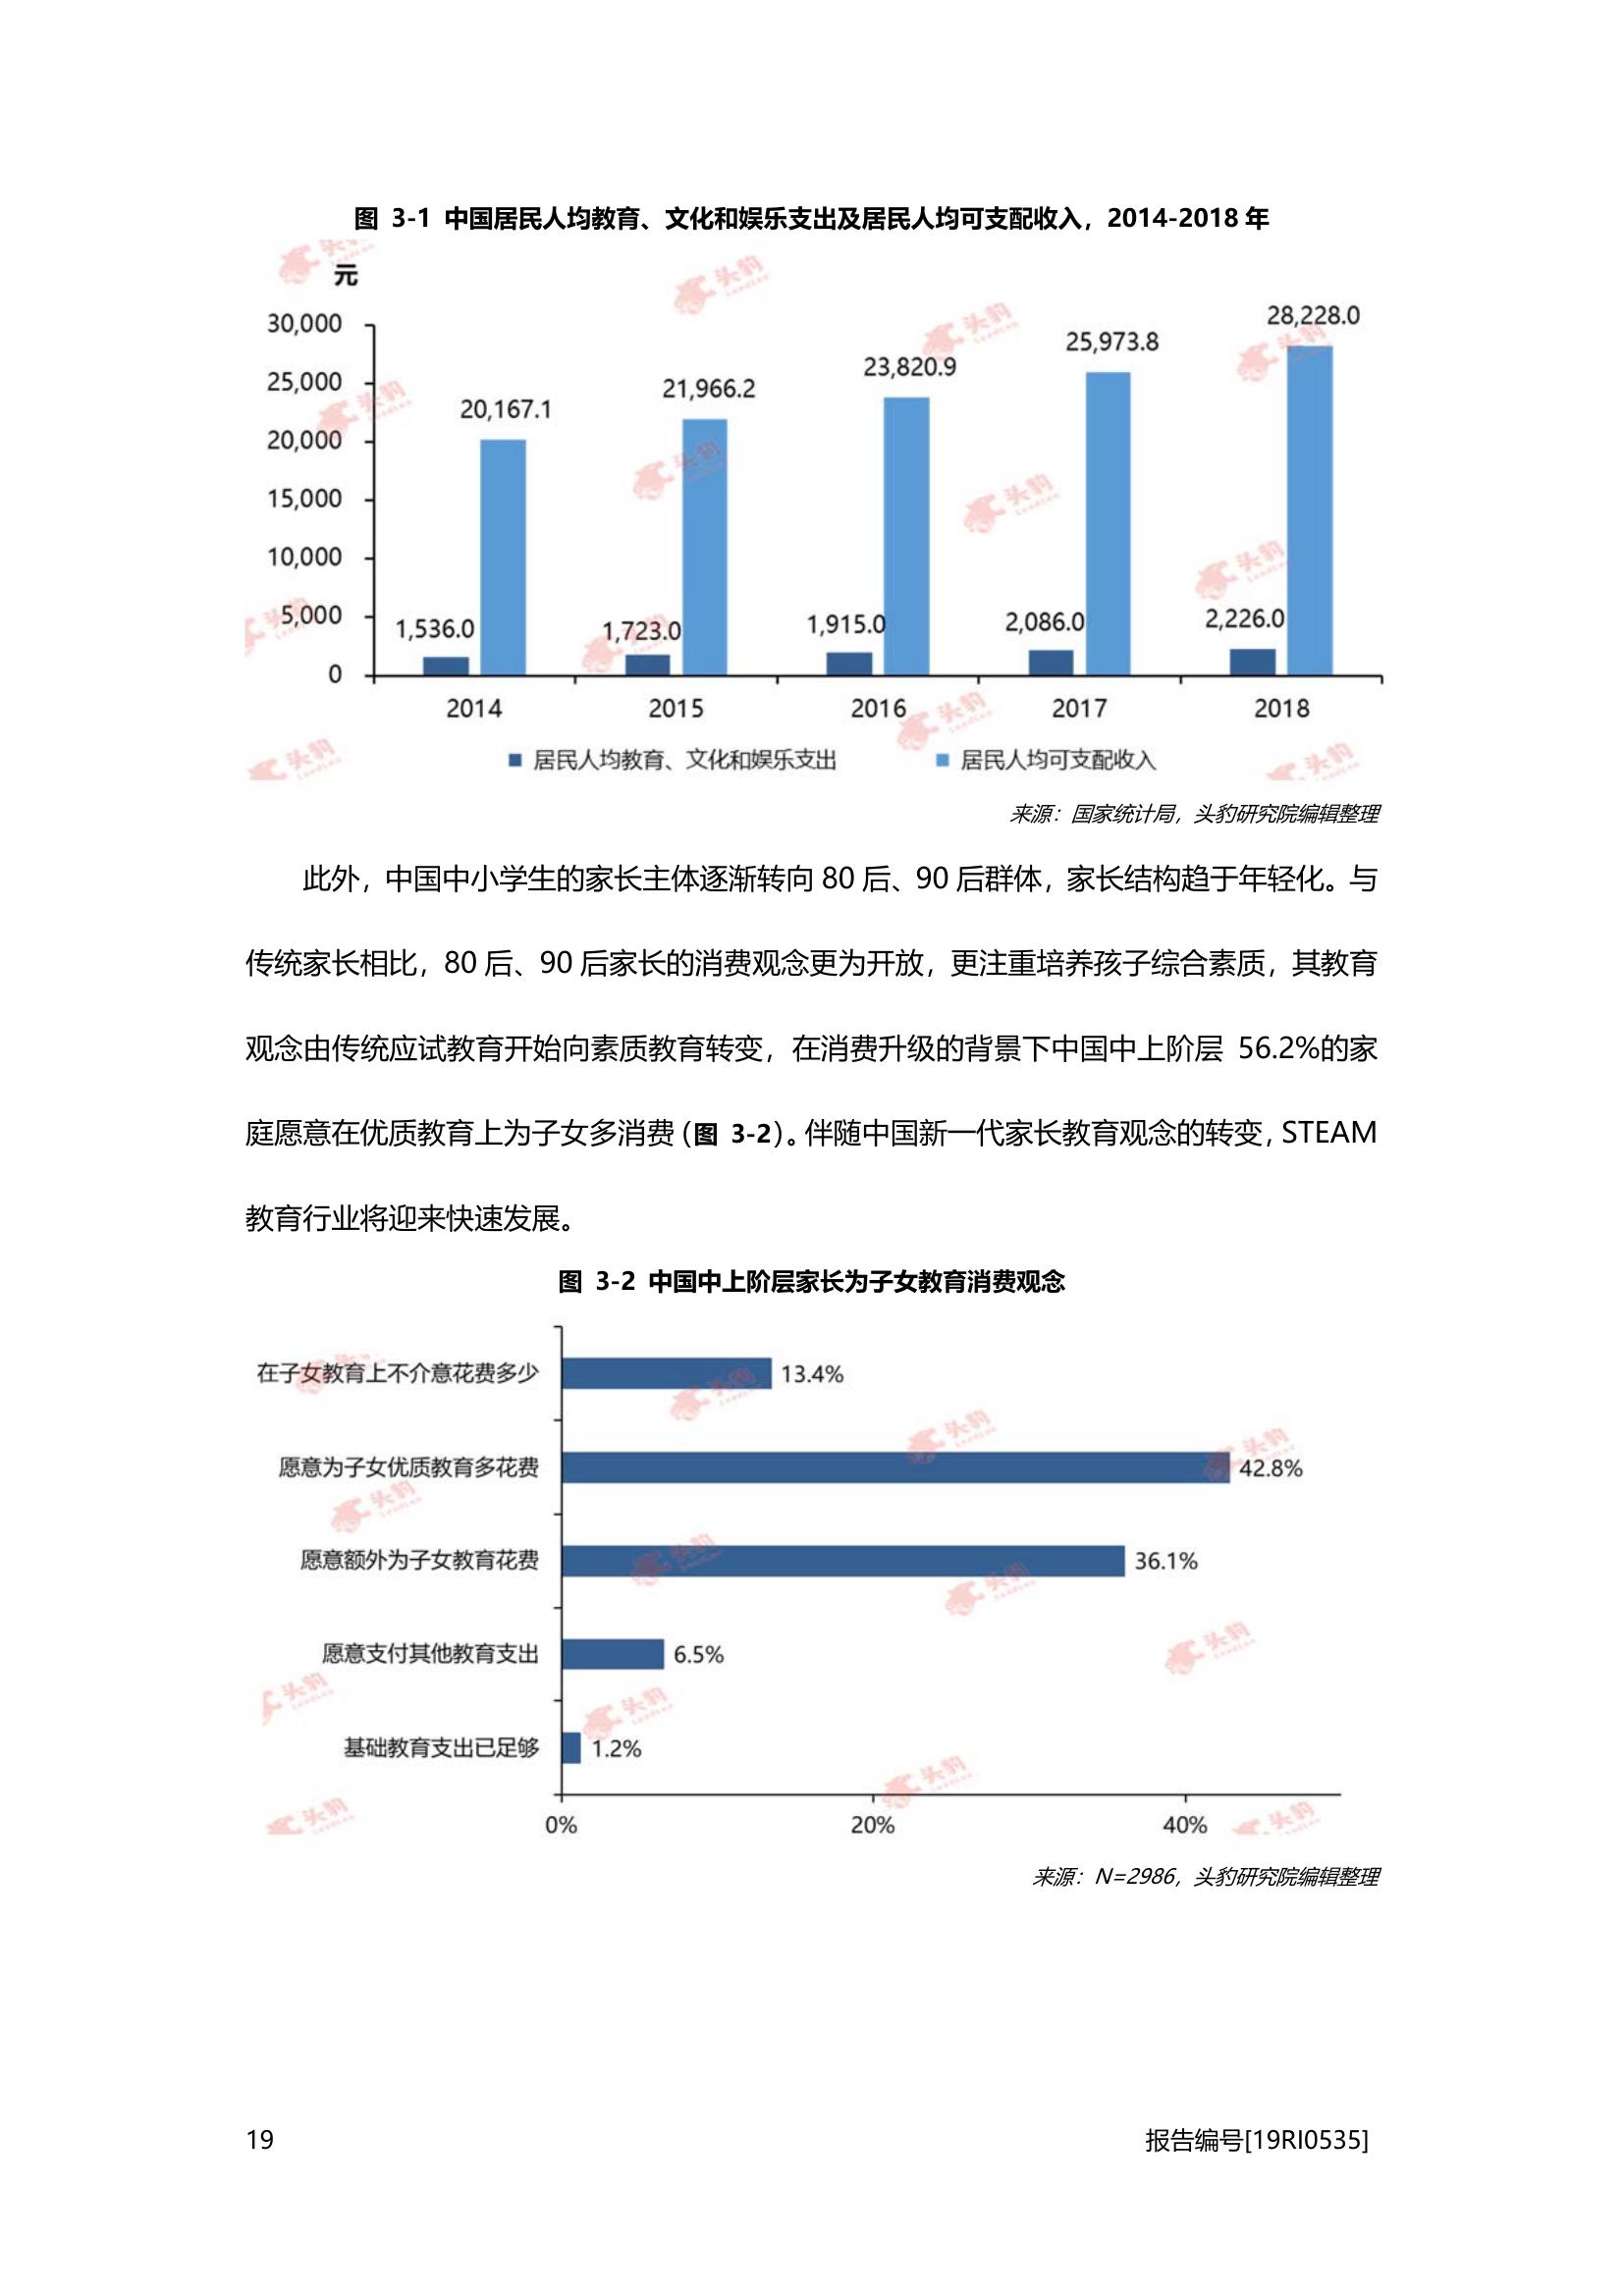 图 3-1 中国居民人均教育、文化和娱乐支出及居民人均可支配收入，2014-2018 年
元
30,000
25,000
20,000
15,000
10,000
5,000
0
1,536.0
20,167.1
1,723.0
21,966.2
1,915.0
23,820.9
2,086.0
25,973.8
2,226.0
28,228.0
2014 2015 2016 2017 2018
居民人均教育、文化和娱乐支出 居民人均可支配收入
来源：国家统计局，头豹研究院编辑整理
此外，中国中小学生的家长主体逐渐转向 80 后、90 后群体，家长结构趋于年轻化。与
传统家长相比，80 后、90 后家长的消费观念更为开放，更注重培养孩子综合素质，其教育
观念由传统应试教育开始向素质教育转变，在消费升级的背景下中国中上阶层 56.2%的家
庭愿意在优质教育上为子女多消费（图 3-2）。伴随中国新一代家长教育观念的转变，STEAM
教育行业将迎来快速发展。
图 3-2 中国中上阶层家长为子女教育消费观念
在子女教育上不介意花费多少 13.4%
愿意为子女优质教育多花费 42.8%
愿意额外为子女教育花费 36.1%
愿意支付其他教育支出 6.5%
基础教育支出已足够 1.2%
0% 20% 40%
来源：N=2986，头豹研究院编辑整理
19 报告编号[19RI0535]
头豹